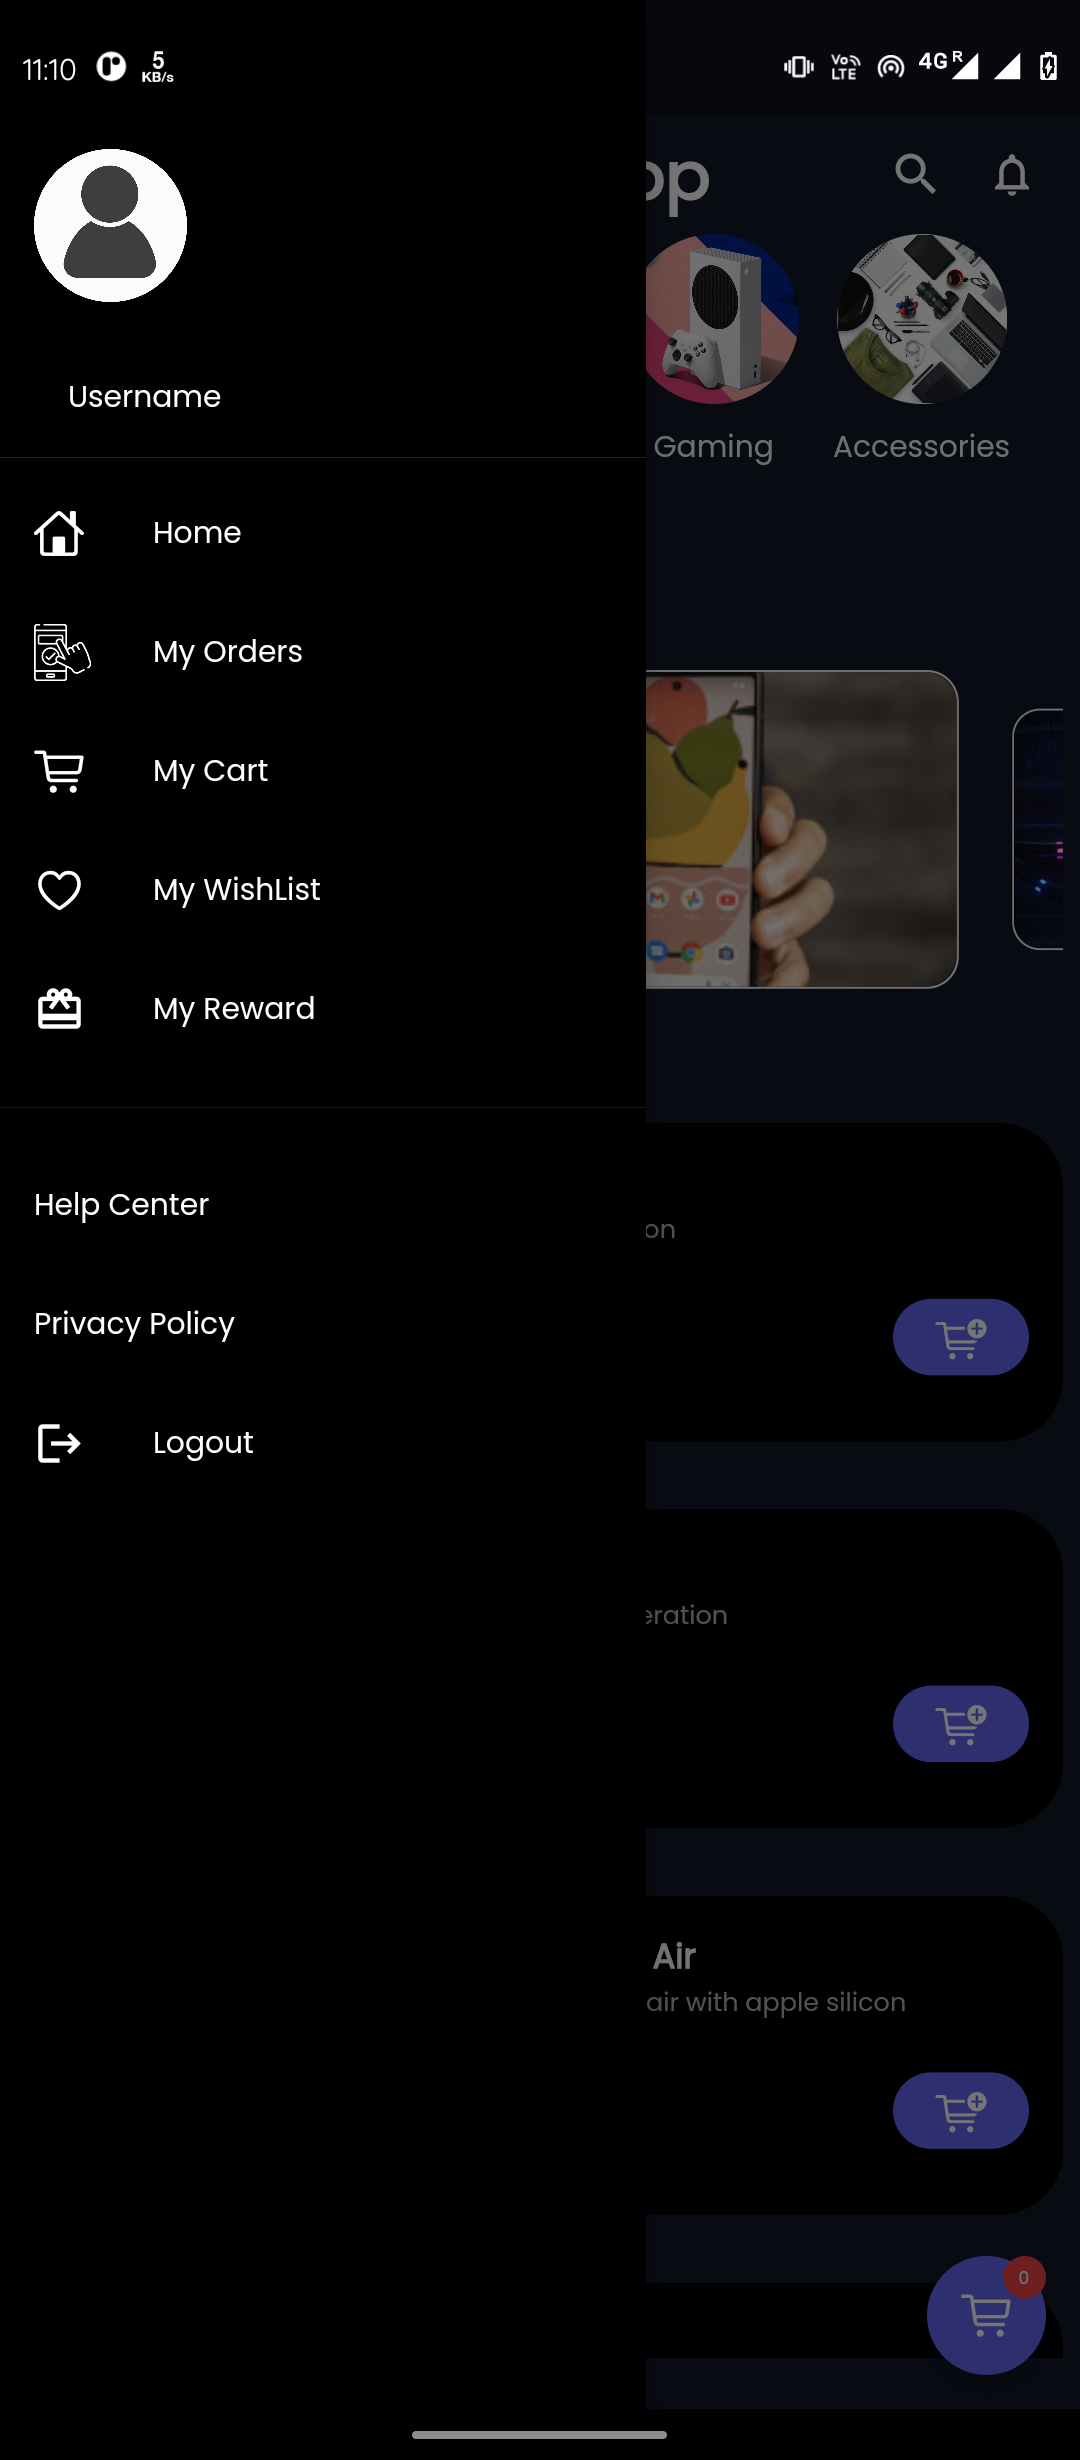 11:10
5
KB/s
Vo
LTE
4G R
op
Username
Gaming
Accessories
Home
My Orders
My Cart
My WishList
My Reward
Help Center
on
Privacy Policy
Logout
eration
Air
air with apple silicon
0